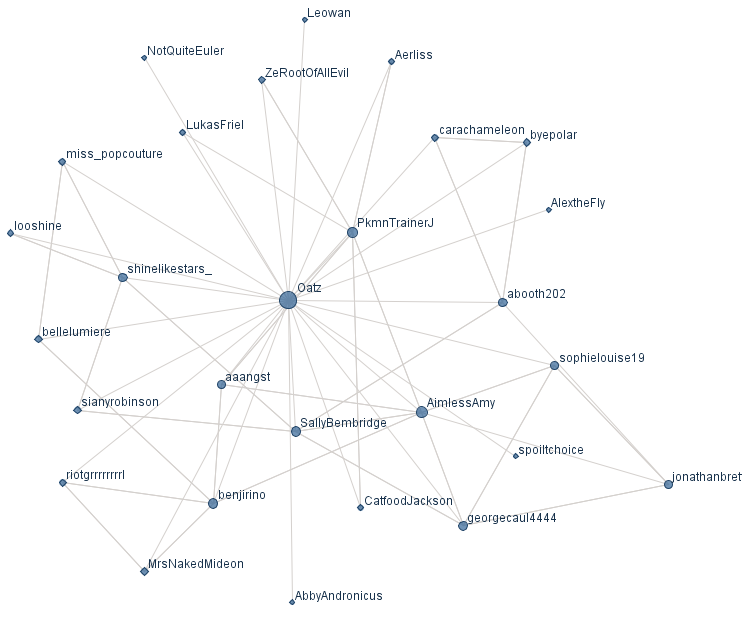 Leowan
NotQuiteEuler
Aerliss
ZeRootOfAllEvil
LukasFriel
carachameleon
byepolar
miss_popcouture
AlextheFly
looshine
PkmnTrainerJ
shinelikestars_
Oatz
abooth202
bellelumiere
sophielouise19
aaangst
sianyrobinson
AimlessAmy
SallyBembridge
spoiltchoice
riotgrrrrrrrrl
jonathanbret
benjirino
CatfoodJackson
georgecaul4444
MrsNakedMideon
AbbyAndronicus